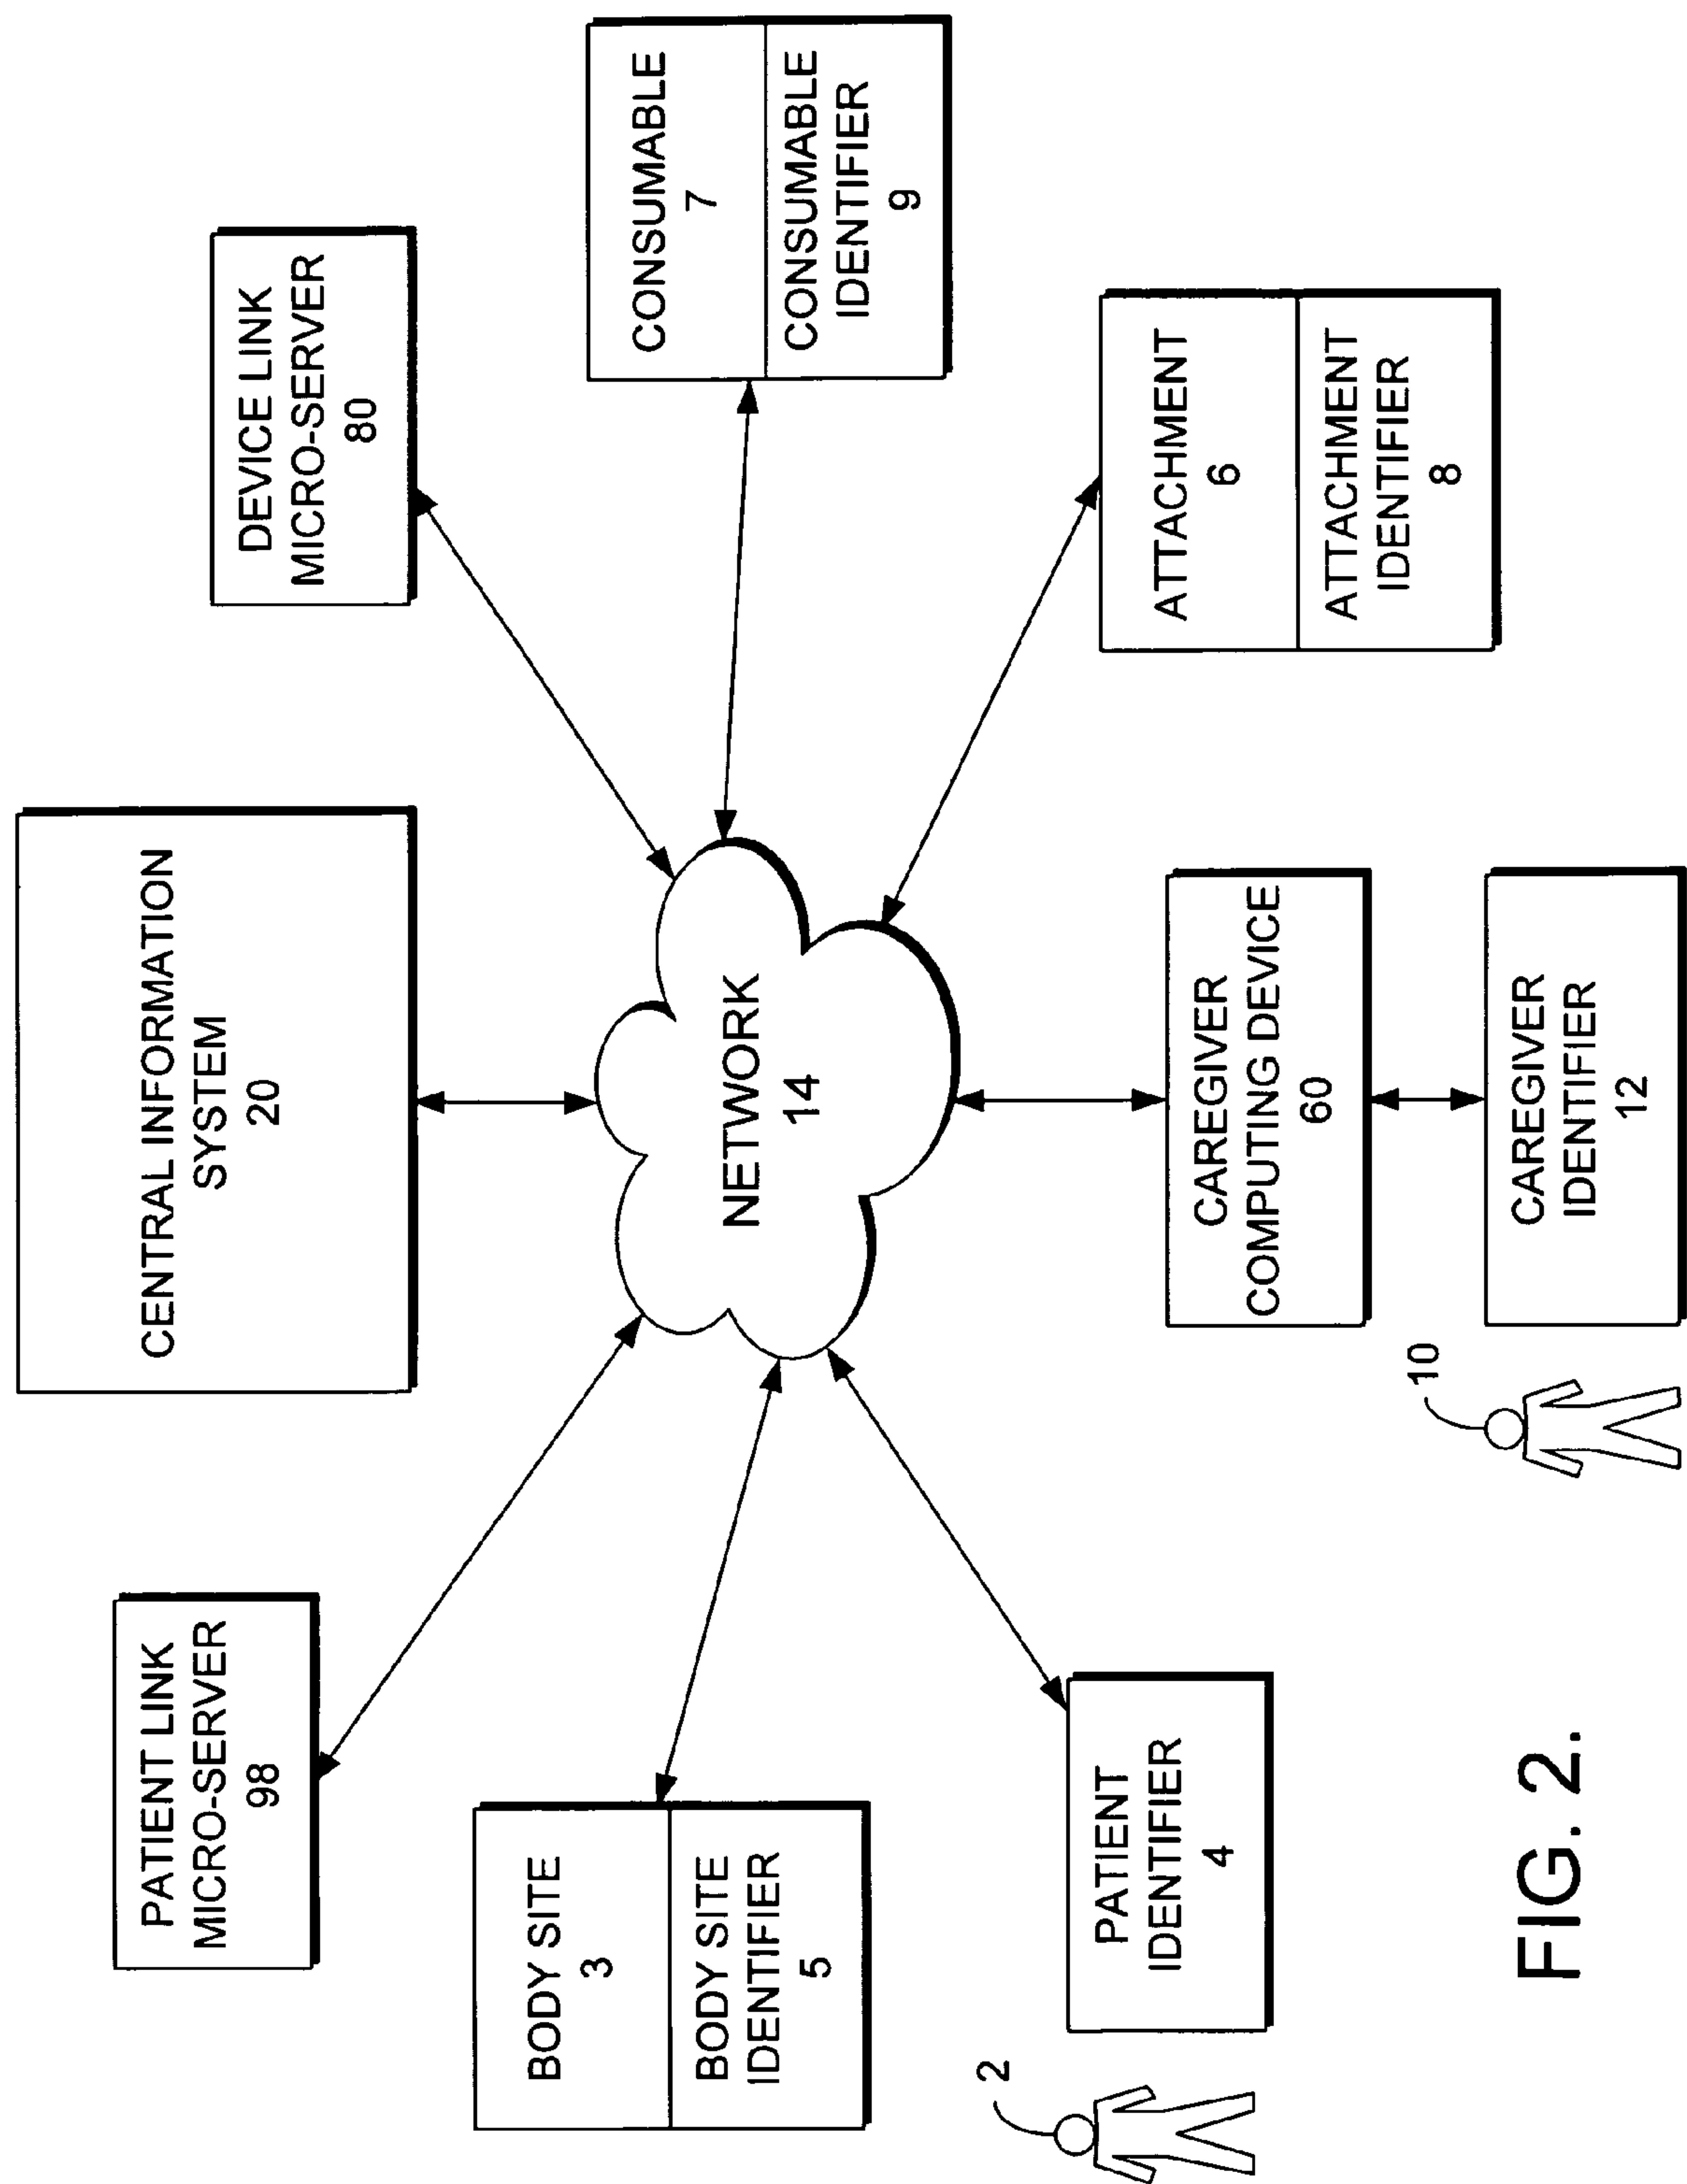 CENTRAL INFORMATION
SYSTEM
20
PATIENT LINK
MICRO-SERVER
98
DEVICE LINK
MICRO-SERVER
80
BODY SITE
3
BODY SITE
IDENTIFIER
5
NETWORK
14
CONSUMABLE
7
CONSUMABLE
IDENTIFIER
9
2
PATIENT
IDENTIFIER
4
CAREGIVER
COMPUTING DEVICE
60
ATTACHMENT
6
ATTACHMENT
IDENTIFIER
8
10
CAREGIVER
IDENTIFIER
12
FIG. 2.